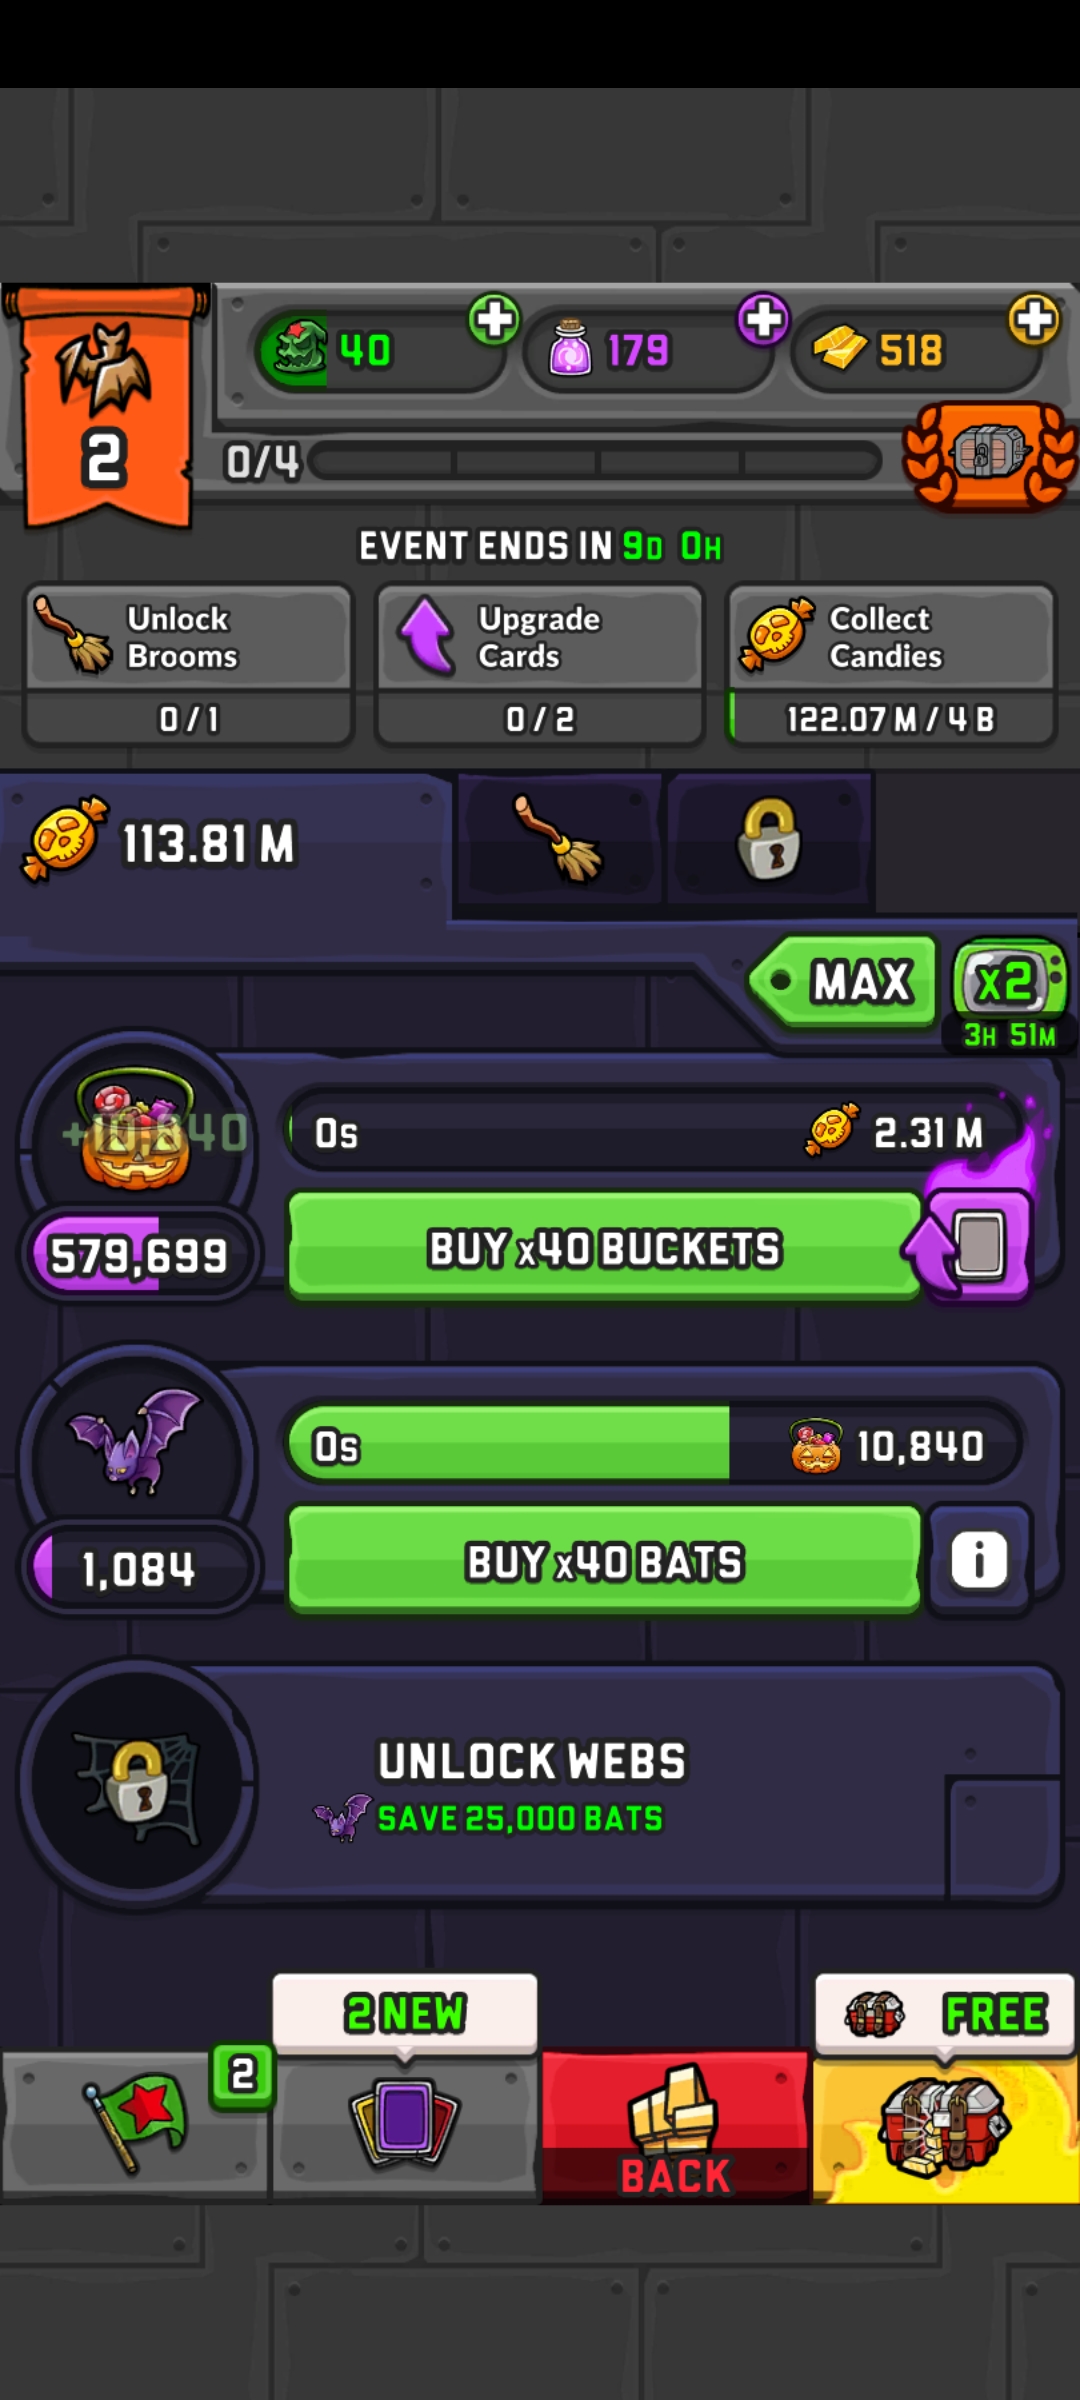 40
179
518
2
0/4
EVENT ENDS IN 9D 0H
Unlock
Brooms
0 / 1
Upgrade
Cards
0 / 2
Collect
Candies
122.07 M / 4 B
113.81 M
MAX
x2
3H 51M
+10,840
0s
2.31 M
579,699
BUY x40 BUCKETS
0s
10,840
1,084
BUY x40 BATS
i
UNLOCK WEBS
SAVE 25,000 BATS
2
2 NEW
FREE
BACK